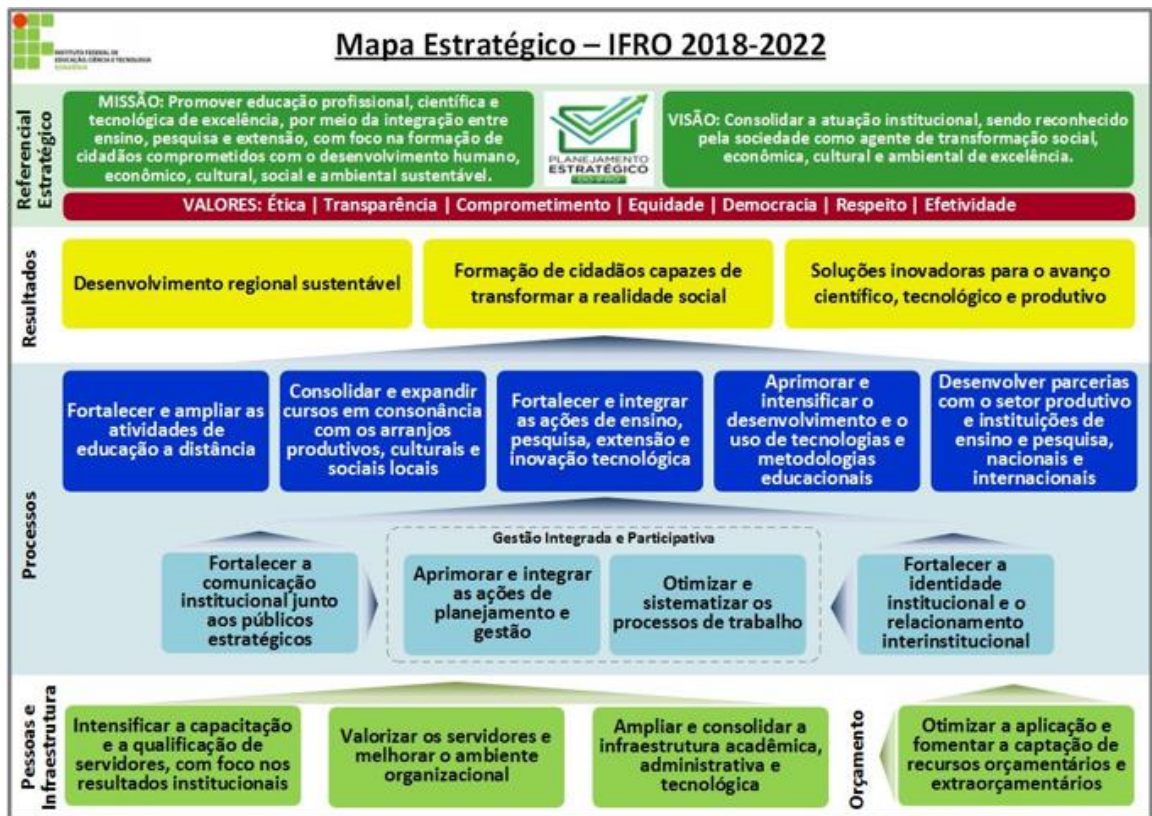 Mapa Estratégico – IFRO 2018-2022
INSTITUTO FEDERAL DE
EDUCAÇÃO, CIÊNCIA E TECNOLOGIA
RONDÔNIA
Referencial
Estratégico
MISSÃO: Promover educação profissional, científica e
tecnológica de excelência, por meio da integração entre
ensino, pesquisa e extensão, com foco na formação de
cidadãos comprometidos com o desenvolvimento humano,
econômico, cultural, social e ambiental sustentável.
PLANEJAMENTO
ESTRATÉGICO
DO IFRO
VISÃO: Consolidar a atuação institucional, sendo reconhecido
pela sociedade como agente de transformação social,
econômica, cultural e ambiental de excelência.
VALORES: Ética | Transparência | Comprometimento | Equidade | Democracia | Respeito | Efetividade
Resultados
Desenvolvimento regional sustentável
Formação de cidadãos capazes de
transformar a realidade social
Soluções inovadoras para o avanço
científico, tecnológico e produtivo
Processos
Fortalecer e ampliar as
atividades de
educação a distância
Consolidar e expandir
cursos em consonância
com os arranjos
produtivos, culturais e
sociais locais
Fortalecer e integrar
as ações de ensino,
pesquisa, extensão e
inovação tecnológica
Aprimorar e
intensificar o
desenvolvimento e o
uso de tecnologias e
metodologias
educacionais
Desenvolver parcerias
com o setor produtivo
e instituições de
ensino e pesquisa,
nacionais e
internacionais
Fortalecer a
comunicação
institucional junto
aos públicos
estratégicos
Gestão Integrada e Participativa
Aprimorar e integrar
as ações de
planejamento e
gestão
Otimizar e
sistematizar os
processos de trabalho
Fortalecer a
identidade
institucional e o
relacionamento
interinstitucional
Pessoas e
Infraestrutura
Intensificar a capacitação
e a qualificação de
servidores, com foco nos
resultados institucionais
Valorizar os servidores e
melhorar o ambiente
organizacional
Ampliar e consolidar a
infraestrutura acadêmica,
administrativa e
tecnológica
Orçamento
Otimizar a aplicação e
fomentar a captação de
recursos orçamentários e
extraorçamentários